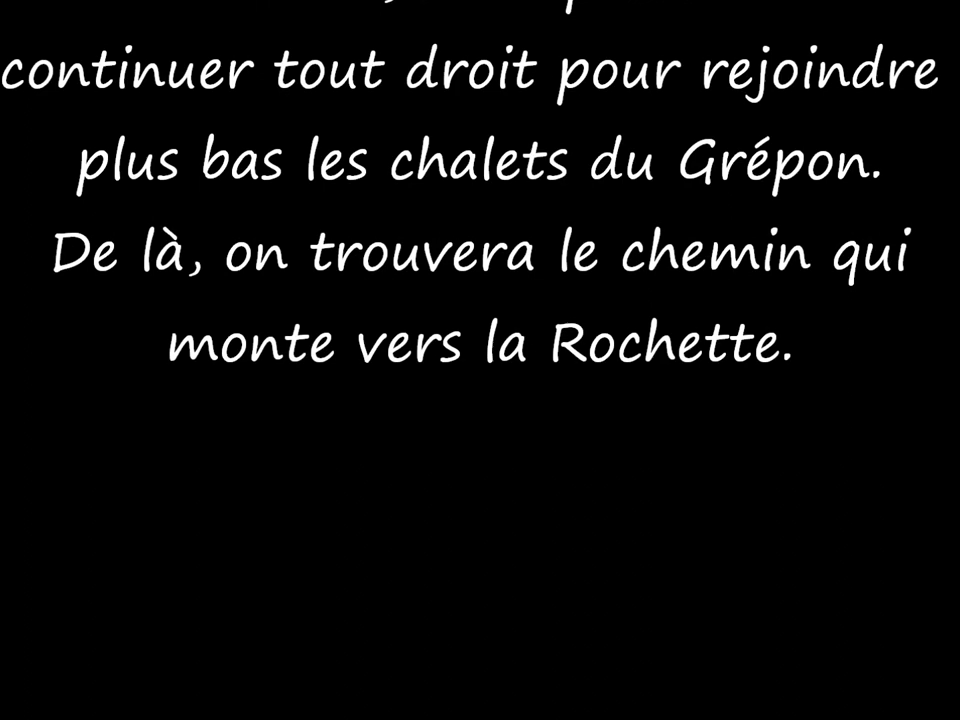 continuer tout droit pour rejoindre
plus bas les chalets du Grépon.
De là, on trouvera le chemin qui
monte vers la Rochette.